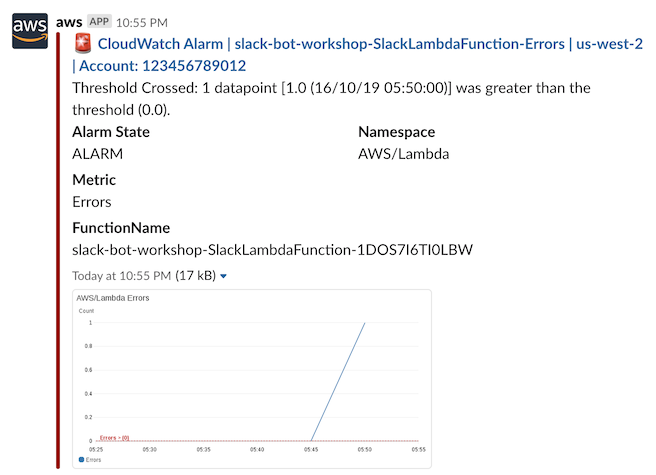 aws
aws APP 10:55 PM
CloudWatch Alarm | slack-bot-workshop-SlackLambdaFunction-Errors | us-west-2
| Account: 123456789012
Threshold Crossed: 1 datapoint [1.0 (16/10/19 05:50:00)] was greater than the
threshold (0.0).
Alarm State Namespace
ALARM AWS/Lambda
Metric
Errors
FunctionName
slack-bot-workshop-SlackLambdaFunction-1DOS7I6TI0LBW
Today at 10:55 PM (17 kB)
AWS/Lambda Errors
Count
1
0.8
0.6
0.4
0.2
Errors > (0)
0
05:25 05:30 05:35 05:40 05:45 05:50 05:55
Errors